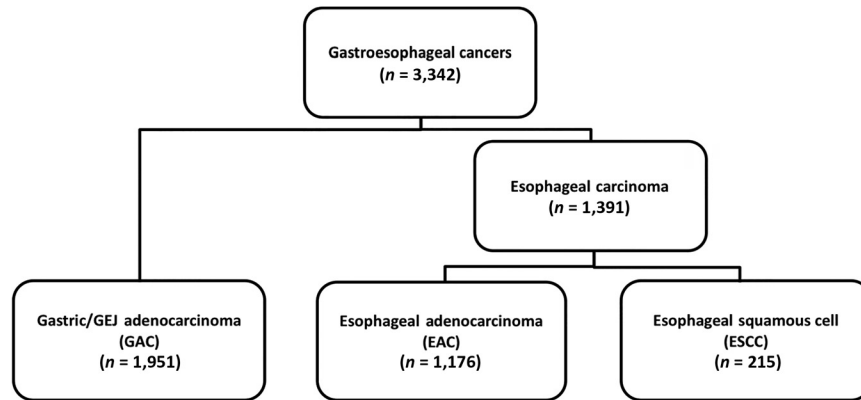 Gastroesophageal cancers
(n = 3,342)
Esophageal carcinoma
(n = 1,391)
Gastric/GEJ adenocarcinoma
(GAC)
(n = 1,951)
Esophageal adenocarcinoma
(EAC)
(n = 1,176)
Esophageal squamous cell
(ESCC)
(n = 215)